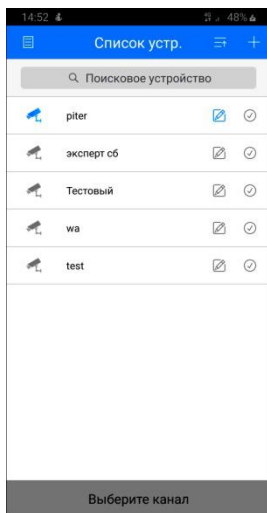 14:52 48%
Список устр.
Поисковое устройство
piter
эксперт сб
Тестовый
wa
test
Выберите канал